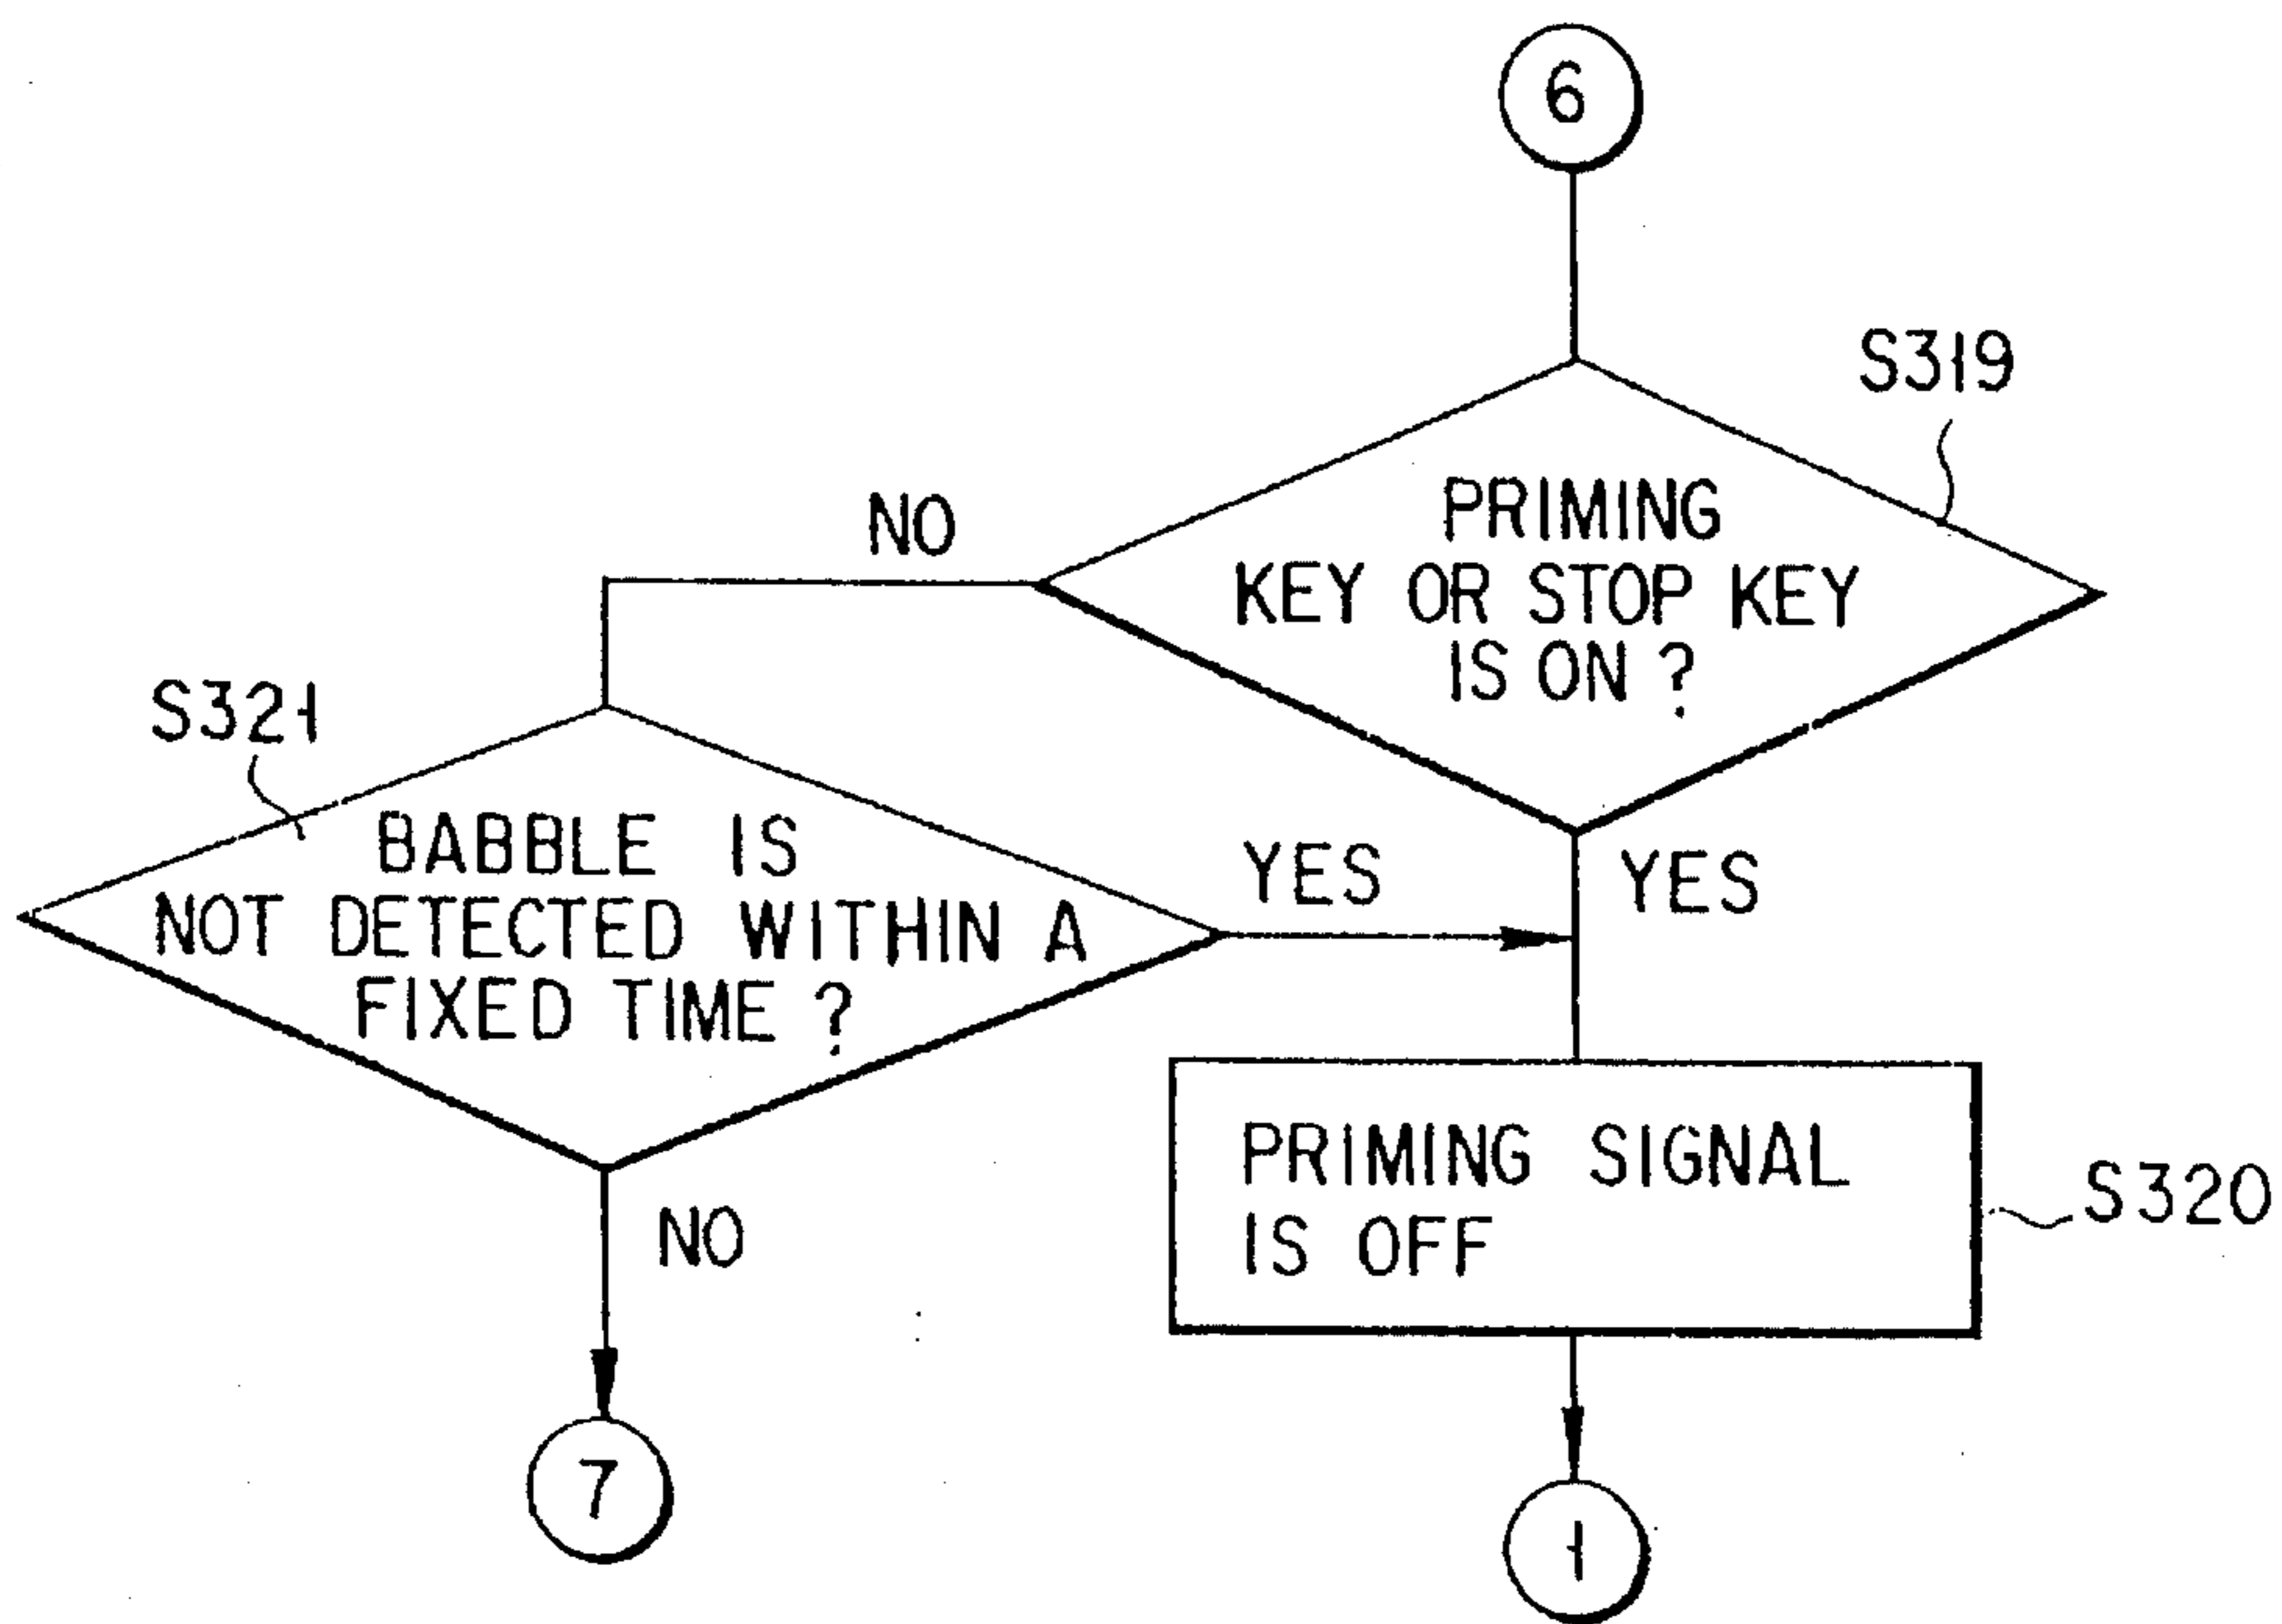 6
S319
PRIMING
KEY OR STOP KEY
IS ON ?
NO
YES
S321
BABBLE IS
NOT DETECTED WITHIN A
FIXED TIME ?
YES
NO
PRIMING SIGNAL
IS OFF
S320
7
1